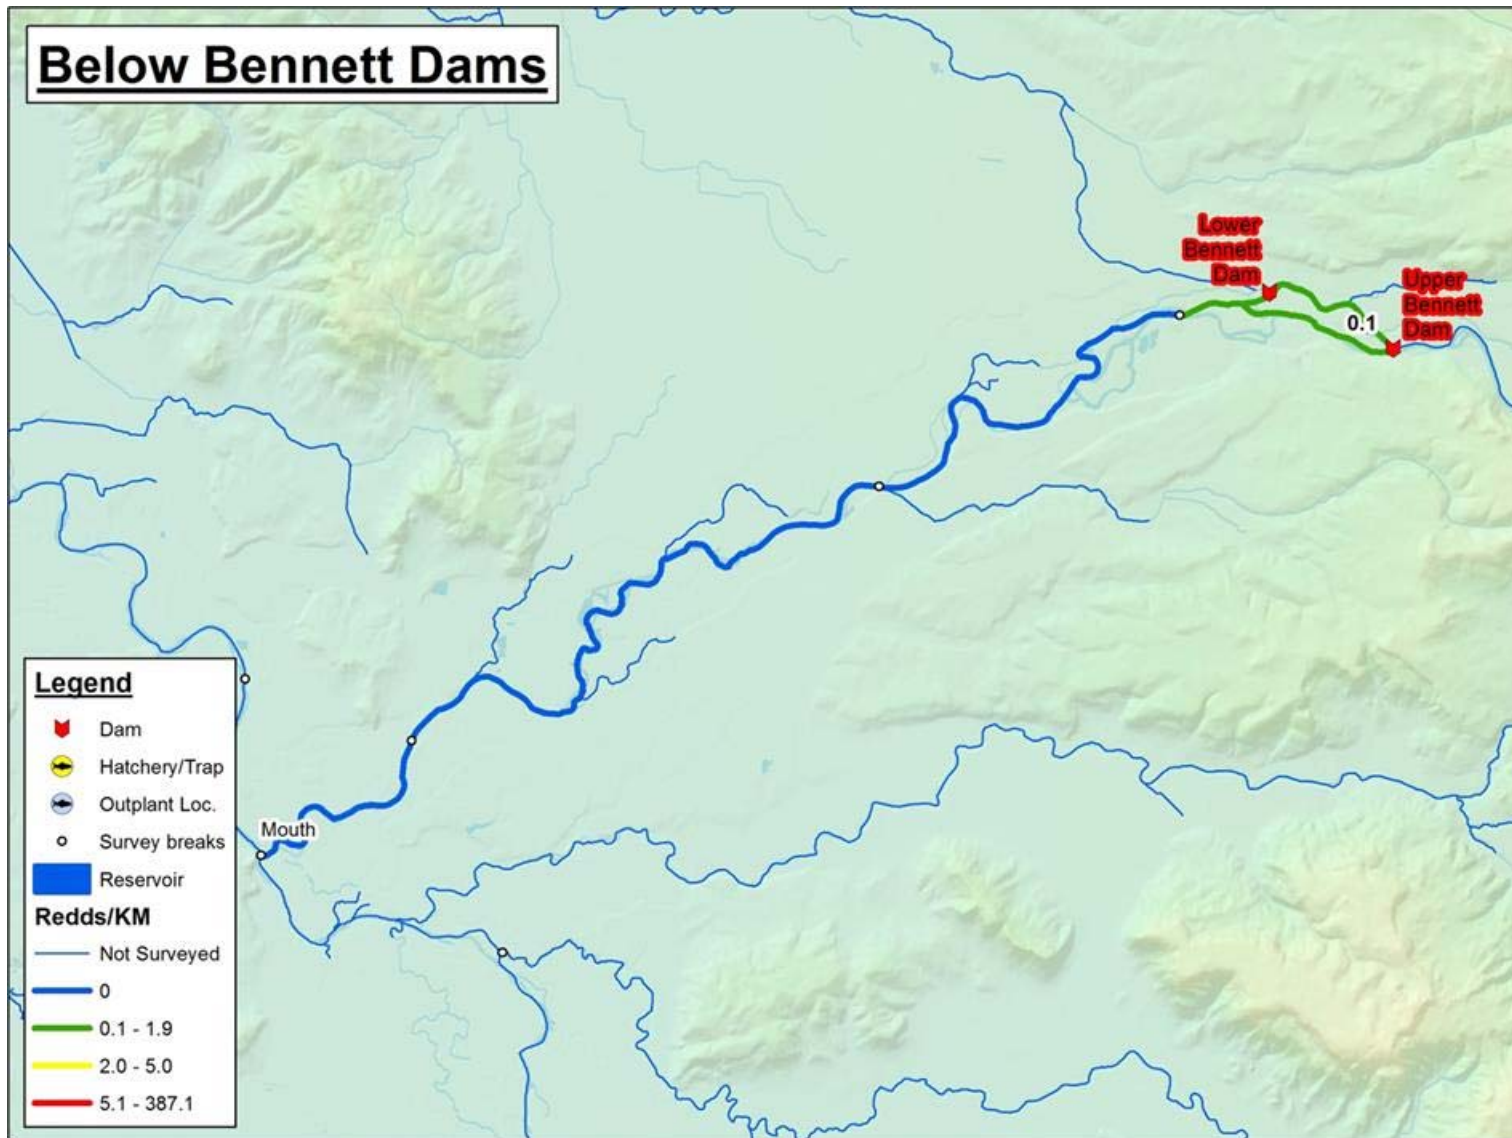 Below Bennett Dams
Lower
Bennett
Dam
Upper
Bennett
Dam
0.1
Mouth
Legend
Dam
Hatchery/Trap
Outplant Loc.
Survey breaks
Reservoir
Redds/KM
Not Surveyed
0
0.1 - 1.9
2.0 - 5.0
5.1 - 387.1